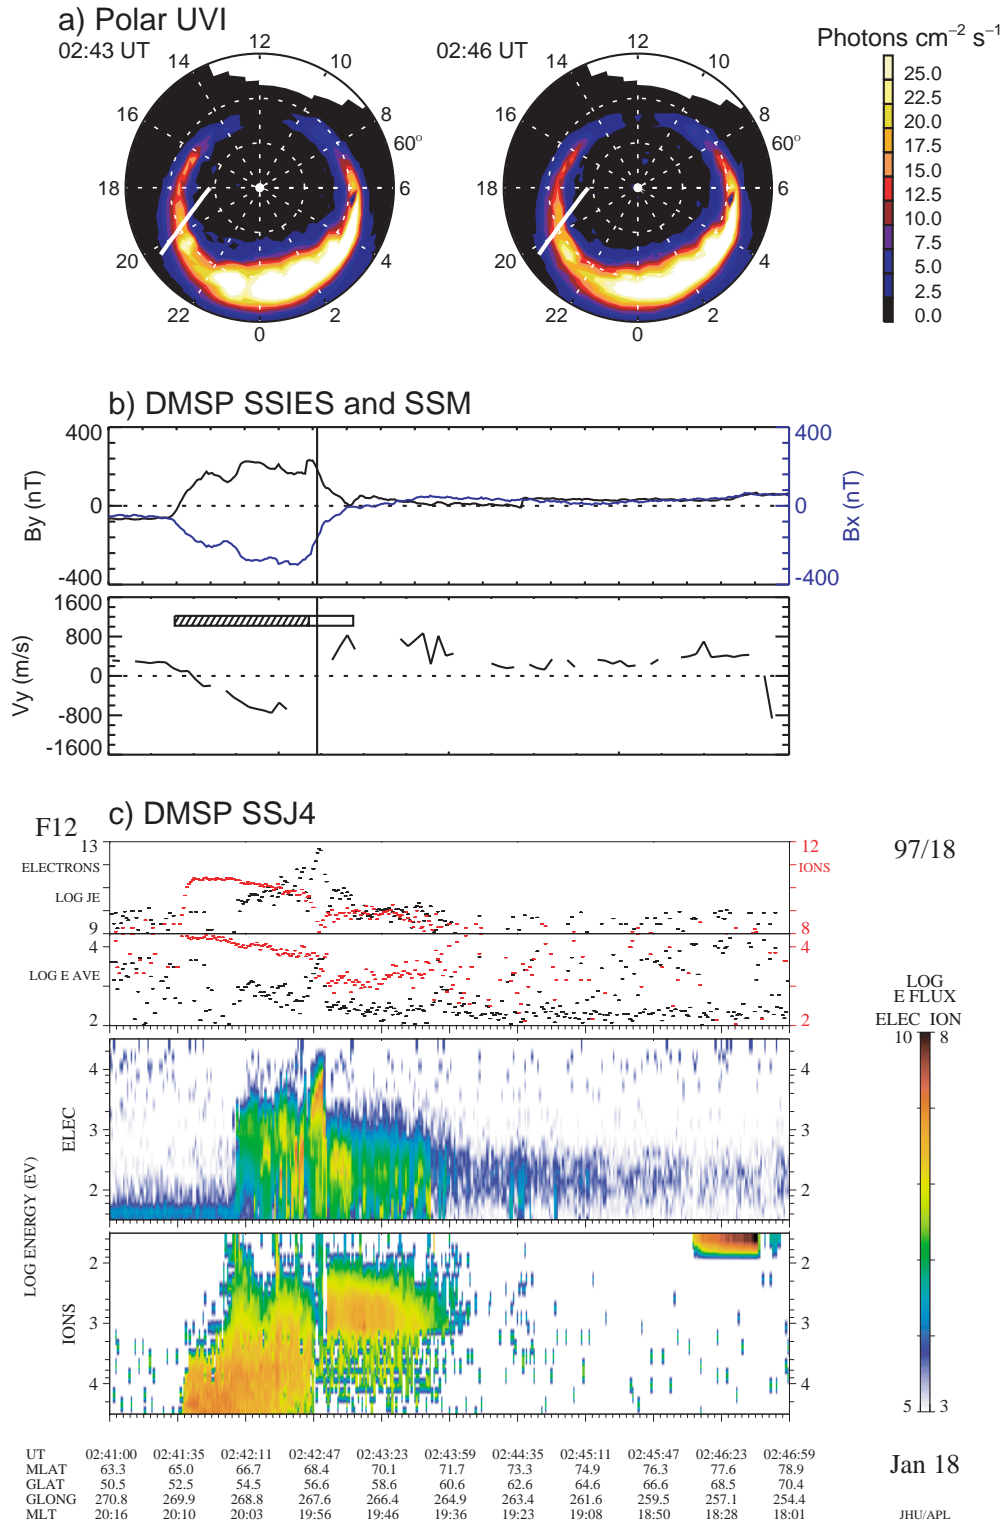 a) Polar UVI
02:43 UT
12
14
10
16
8
60°
18
6
20
4
22
2
0
02:46 UT
12
14
10
16
8
60°
18
6
20
4
22
2
0
Photons cm⁻² s⁻¹
25.0
22.5
20.0
17.5
15.0
12.5
10.0
7.5
5.0
2.5
0.0
b) DMSP SSIES and SSM
400
0
-400
By (nT)
400
0
-400
Bx (nT)
1600
800
0
-800
-1600
Vy (m/s)
c) DMSP SSJ4
F12
97/18
13
ELECTRONS
LOG JE
9
12
IONS
8
4
LOG E AVE
2
4
2
LOG
E FLUX
ELEC ION
10 8
5 3
LOG ENERGY (EV)
ELEC
4
3
2
4
3
2
IONS
2
3
4
2
3
4
UT 02:41:00 02:41:35 02:42:11 02:42:47 02:43:23 02:43:59 02:44:35 02:45:11 02:45:47 02:46:23 02:46:59
MLAT 63.3 65.0 66.7 68.4 70.1 71.7 73.3 74.9 76.3 77.6 78.9
GLAT 50.5 52.5 54.5 56.6 58.6 60.6 62.6 64.6 66.6 68.5 70.4
GLONG 270.8 269.9 268.8 267.6 266.4 264.9 263.4 261.6 259.5 257.1 254.4
MLT 20:16 20:10 20:03 19:56 19:46 19:36 19:23 19:08 18:50 18:28 18:01
Jan 18
JHU/APL